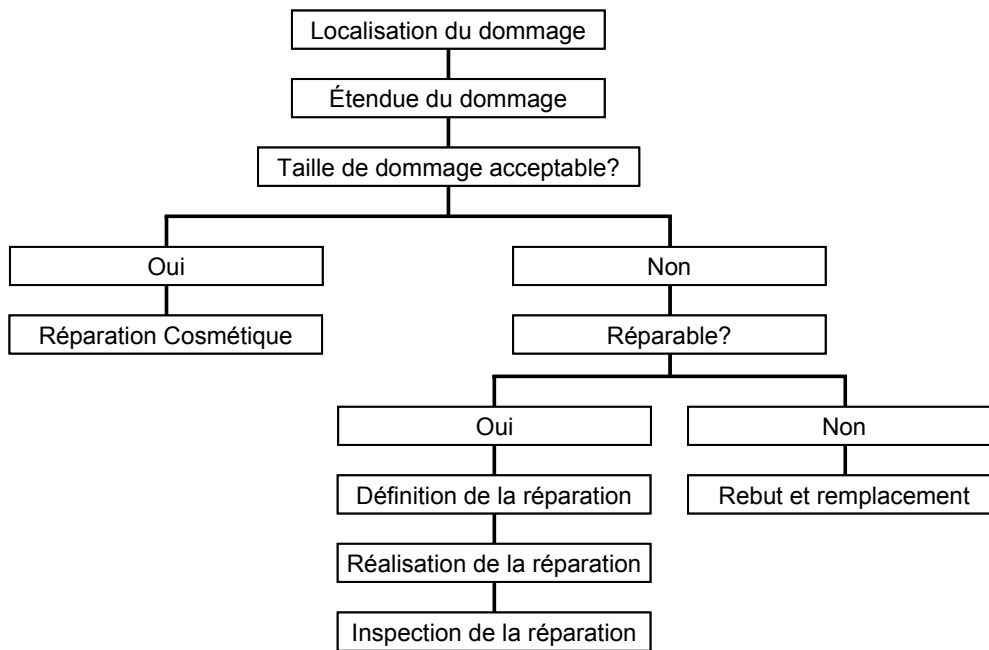 Localisation du dommage
Étendue du dommage
Taille de dommage acceptable?
Oui
Non
Réparation Cosmétique
Réparable?
Oui
Non
Définition de la réparation
Rebut et remplacement
Réalisation de la réparation
Inspection de la réparation